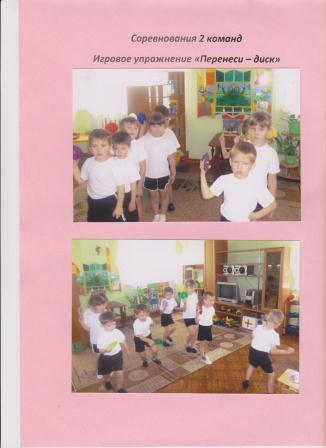 Соревнования 2 команд
Игровое упражнение «Перенеси – диск»